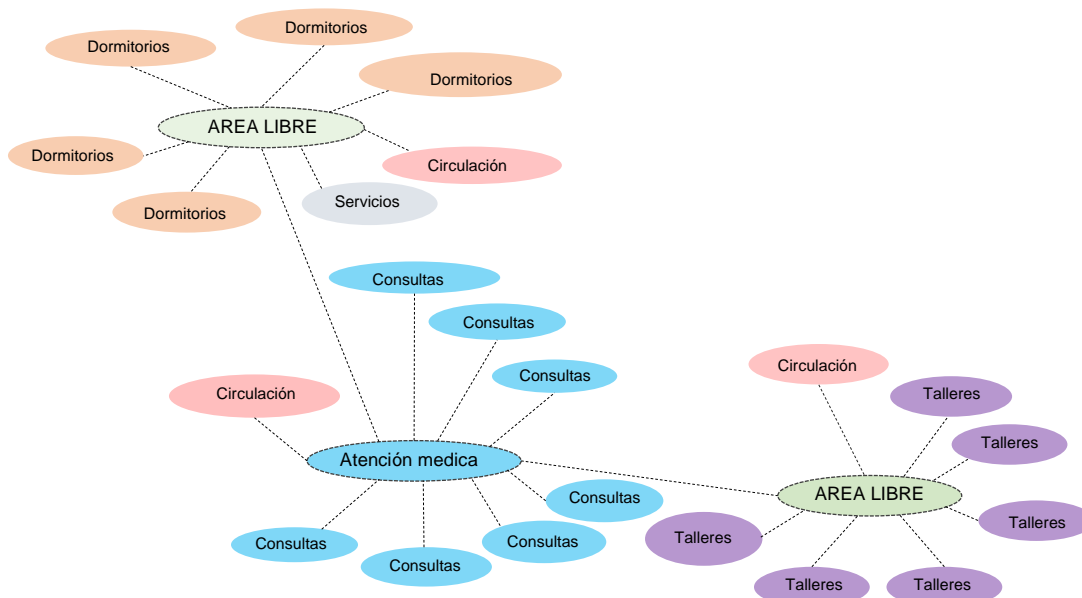 Dormitorios
Dormitorios
Dormitorios
AREA LIBRE
Dormitorios
Circulación
Servicios
Dormitorios
Consultas
Consultas
Circulación
Consultas
Circulación
Talleres
Talleres
Atención medica
AREA LIBRE
Consultas
Talleres
Talleres
Consultas
Consultas
Consultas
Talleres
Talleres